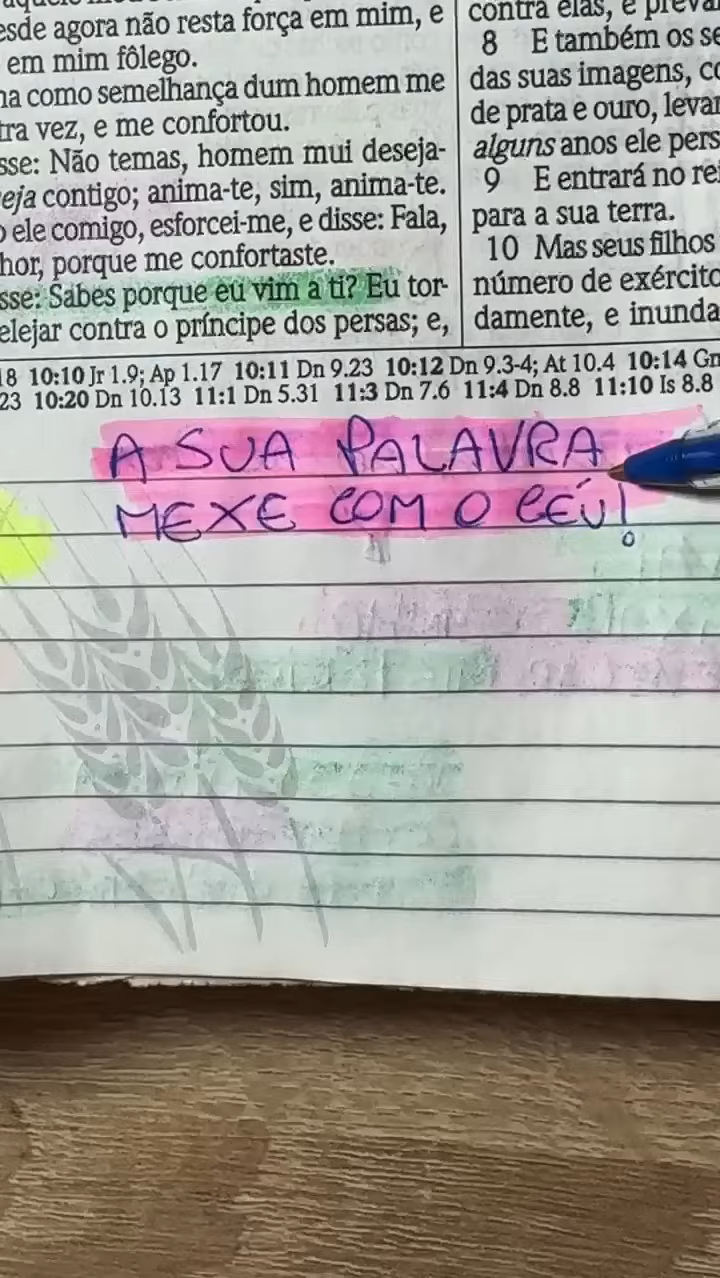 esde agora não resta força em mim, e
em mim fôlego.
na como semelhança dum homem me
tra vez, e me confortou.
sse: Não temas, homem mui deseja-
eja contigo; anima-te, sim, anima-te.
o ele comigo, esforcei-me, e disse: Fala,
hor, porque me confortaste.
sse: Sabes porque eu vim a ti? Eu tor-
elejar contra o príncipe dos persas; e,
contra elas, e preva
8 E também os se
das suas imagens, co
de prata e ouro, levar
alguns anos ele pers
9 E entrará no rei
para a sua terra.
10 Mas seus filhos
número de exército
damente, e inunda
18 10:10 Jr 1.9; Ap 1.17 10:11 Dn 9.23 10:12 Dn 9.3-4; At 10.4 10:14 Gn
23 10:20 Dn 10.13 11:1 Dn 5.31 11:3 Dn 7.6 11:4 Dn 8.8 11:10 Is 8.8
A SUA PALAVRA
MEXE COM O CÉU!